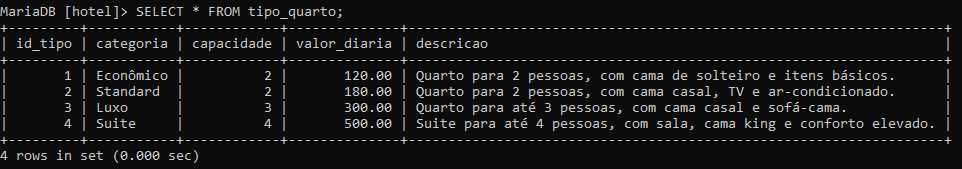 MariaDB [hotel]> SELECT * FROM tipo_quarto;
+---------+-----------+------------+--------------+-------------------------------------------------------------------+
| id_tipo | categoria | capacidade | valor_diaria | descricao                                                         |
+---------+-----------+------------+--------------+-------------------------------------------------------------------+
|       1 | Econômico |          2 |       120.00 | Quarto para 2 pessoas, com cama de solteiro e itens básicos.      |
|       2 | Standard  |          2 |       180.00 | Quarto para 2 pessoas, com cama casal, TV e ar-condicionado.      |
|       3 | Luxo      |          3 |       300.00 | Quarto para até 3 pessoas, com cama casal e sofá-cama.            |
|       4 | Suite     |          4 |       500.00 | Suite para até 4 pessoas, com sala, cama king e conforto elevado. |
+---------+-----------+------------+--------------+-------------------------------------------------------------------+
4 rows in set (0.000 sec)